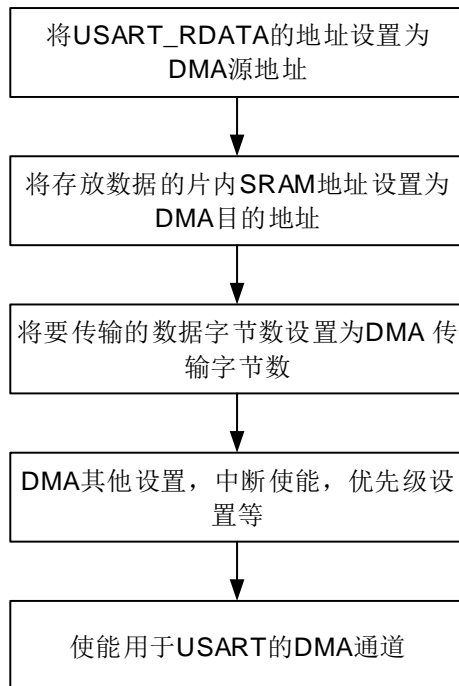 将USART_RDATA的地址设置为
DMA源地址
将存放数据的片内SRAM地址设置为
DMA目的地址
将要传输的数据字节数设置为DMA 传
输字节数
DMA其他设置，中断使能，优先级设
置等
使能用于USART的DMA通道